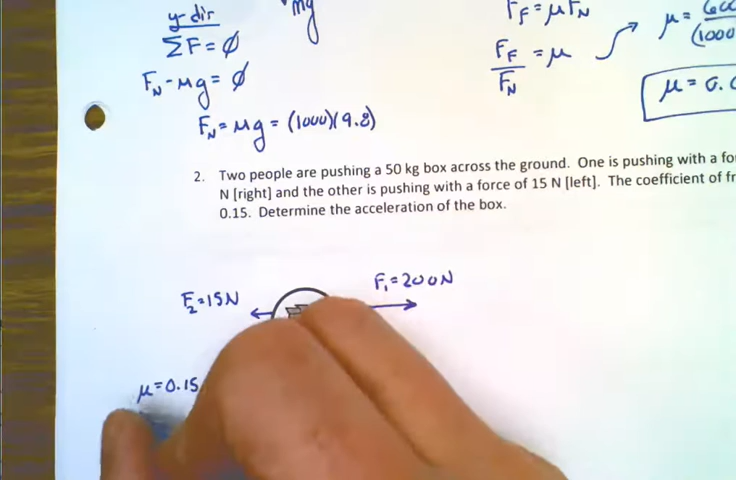 y-dir
ΣF = ∅
F_N - mg = ∅
F_N = mg = (1000)(9.8)
mg
F_F = μF_N
F_F/F_N = μ
μ =
(1000
μ = 0.
2. Two people are pushing a 50 kg box across the ground. One is pushing with a fo
N [right] and the other is pushing with a force of 15 N [left]. The coefficient of fr
0.15. Determine the acceleration of the box.
F₁ = 200N
F₂ = 15N
μ = 0.15